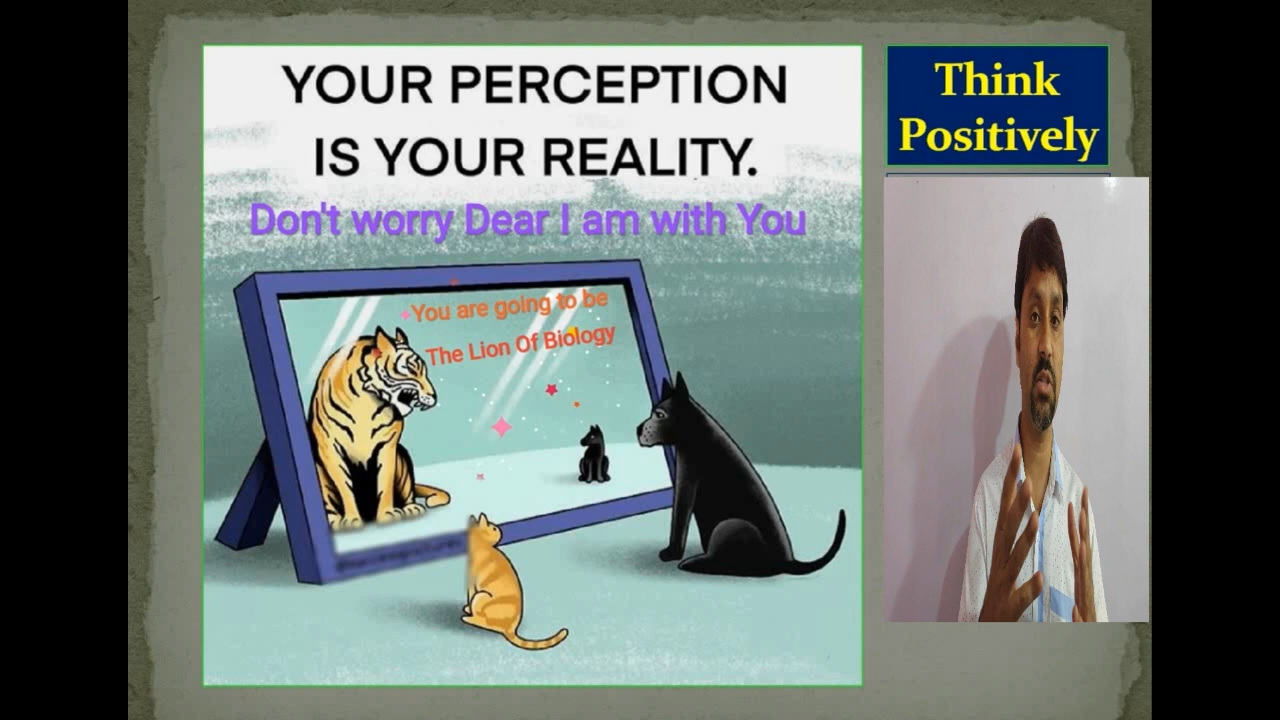 YOUR PERCEPTION
IS YOUR REALITY.
Don't worry Dear I am with You
You are going to be
The Lion Of Biology
Think
Positively